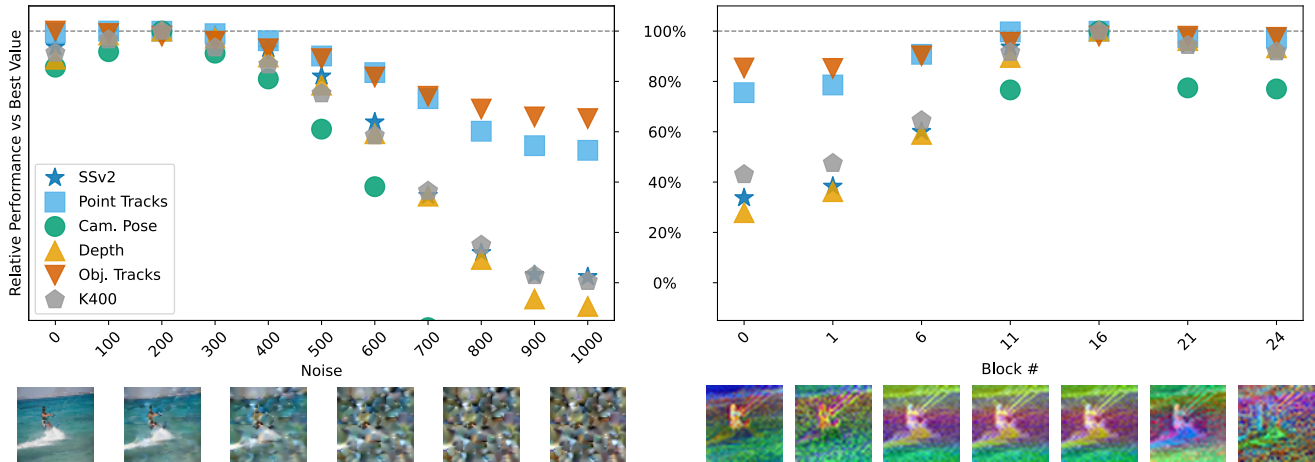 Relative Performance vs Best Value
SSv2
Point Tracks
Cam. Pose
Depth
Obj. Tracks
K400
0
100
200
300
400
500
600
700
800
900
1000
Noise
100%
80%
60%
40%
20%
0%
0
1
6
11
16
21
24
Block #